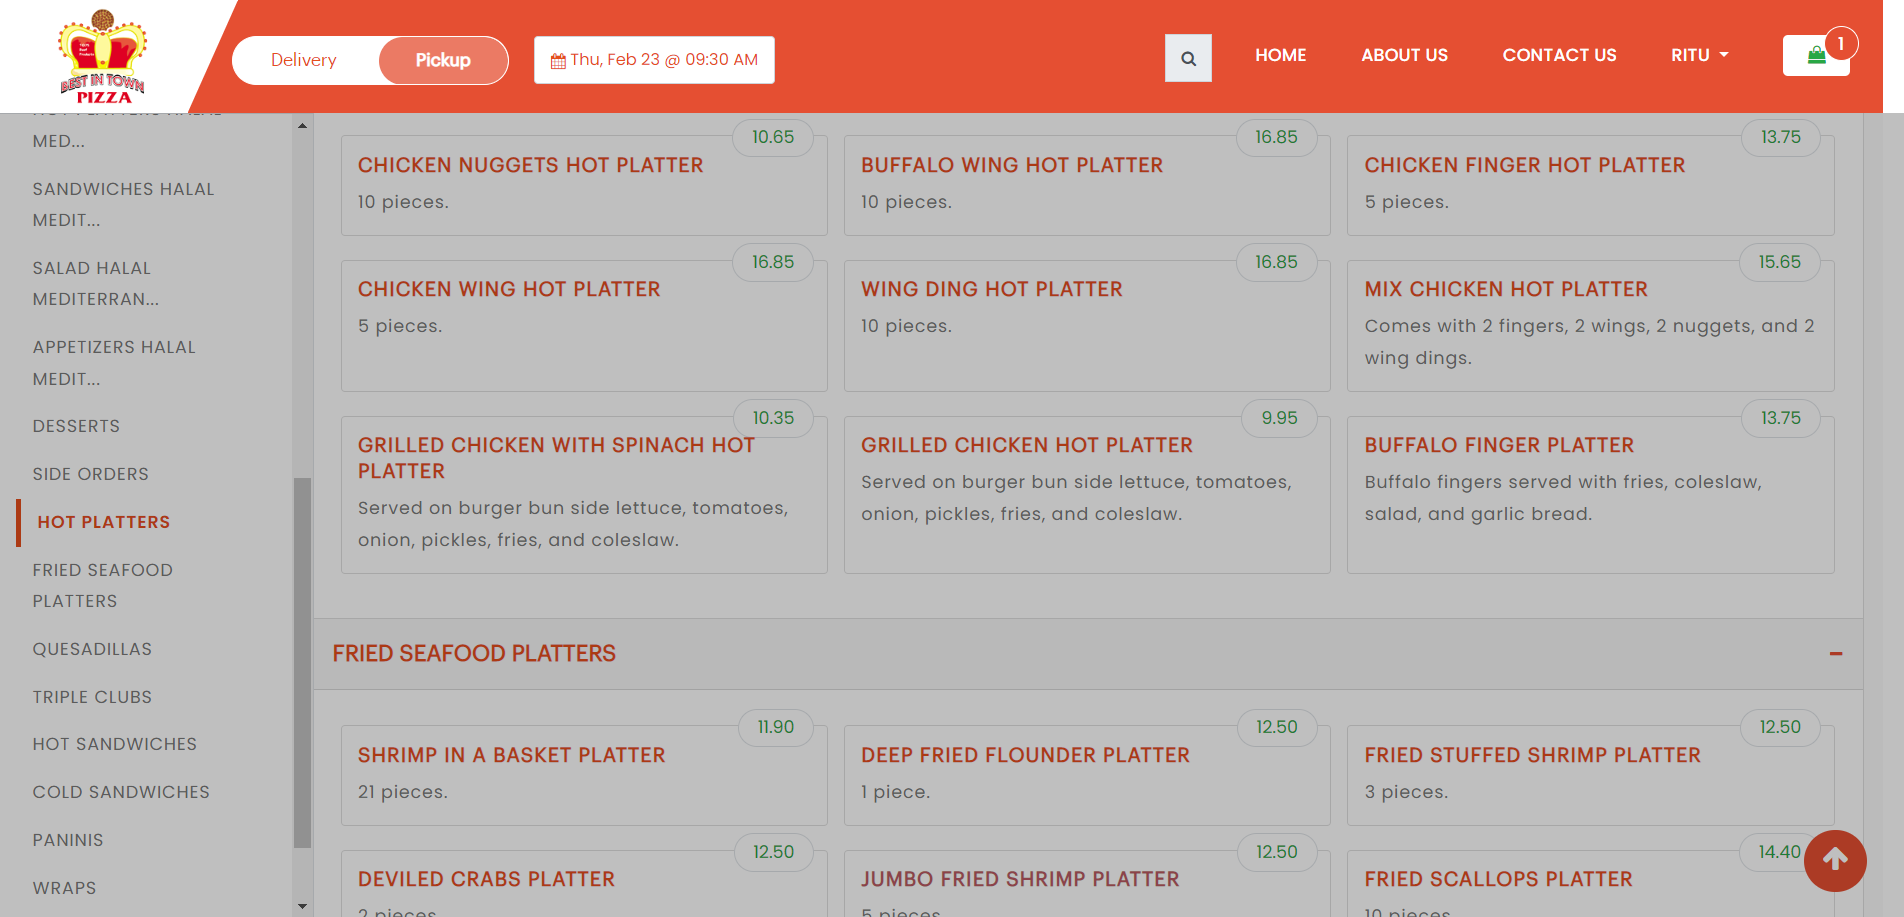 BEST IN TOWN
PIZZA
Delivery
Pickup
Thu, Feb 23 @ 09:30 AM
HOME
ABOUT US
CONTACT US
RITU
1
HOT PLATTERS HALAL
MED...
SANDWICHES HALAL
MEDIT...
SALAD HALAL
MEDITERRAN...
APPETIZERS HALAL
MEDIT...
DESSERTS
SIDE ORDERS
HOT PLATTERS
FRIED SEAFOOD
PLATTERS
QUESADILLAS
TRIPLE CLUBS
HOT SANDWICHES
COLD SANDWICHES
PANINIS
WRAPS
10.65
CHICKEN NUGGETS HOT PLATTER
10 pieces.
16.85
BUFFALO WING HOT PLATTER
10 pieces.
13.75
CHICKEN FINGER HOT PLATTER
5 pieces.
16.85
CHICKEN WING HOT PLATTER
5 pieces.
16.85
WING DING HOT PLATTER
10 pieces.
15.65
MIX CHICKEN HOT PLATTER
Comes with 2 fingers, 2 wings, 2 nuggets, and 2
wing dings.
10.35
GRILLED CHICKEN WITH SPINACH HOT
PLATTER
Served on burger bun side lettuce, tomatoes,
onion, pickles, fries, and coleslaw.
9.95
GRILLED CHICKEN HOT PLATTER
Served on burger bun side lettuce, tomatoes,
onion, pickles, fries, and coleslaw.
13.75
BUFFALO FINGER PLATTER
Buffalo fingers served with fries, coleslaw,
salad, and garlic bread.
FRIED SEAFOOD PLATTERS
11.90
SHRIMP IN A BASKET PLATTER
21 pieces.
12.50
DEEP FRIED FLOUNDER PLATTER
1 piece.
12.50
FRIED STUFFED SHRIMP PLATTER
3 pieces.
12.50
DEVILED CRABS PLATTER
2 pieces
12.50
JUMBO FRIED SHRIMP PLATTER
5 pieces
14.40
FRIED SCALLOPS PLATTER
10 pieces